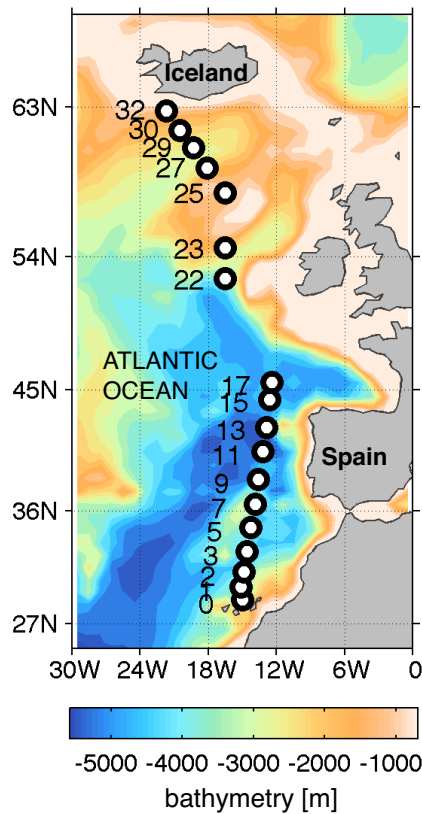 Iceland
63N
32
30
29
27
25
23
54N
22
ATLANTIC
OCEAN
17
45N
15
13
11
Spain
9
36N
7
5
3
2
1
0
27N
30W 24W 18W 12W 6W 0
-5000 -4000 -3000 -2000 -1000
bathymetry [m]